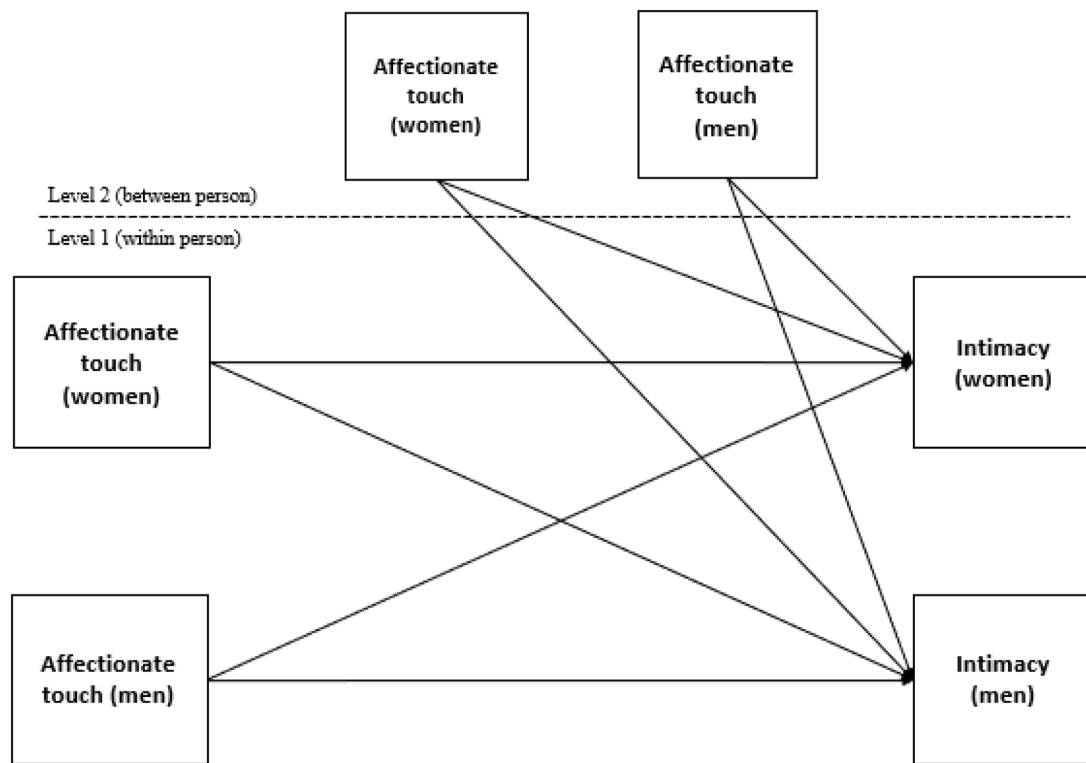 Affectionate
touch
(women)
Affectionate
touch
(men)
Level 2 (between person)
Level 1 (within person)
Affectionate
touch
(women)
Intimacy
(women)
Affectionate
touch (men)
Intimacy
(men)